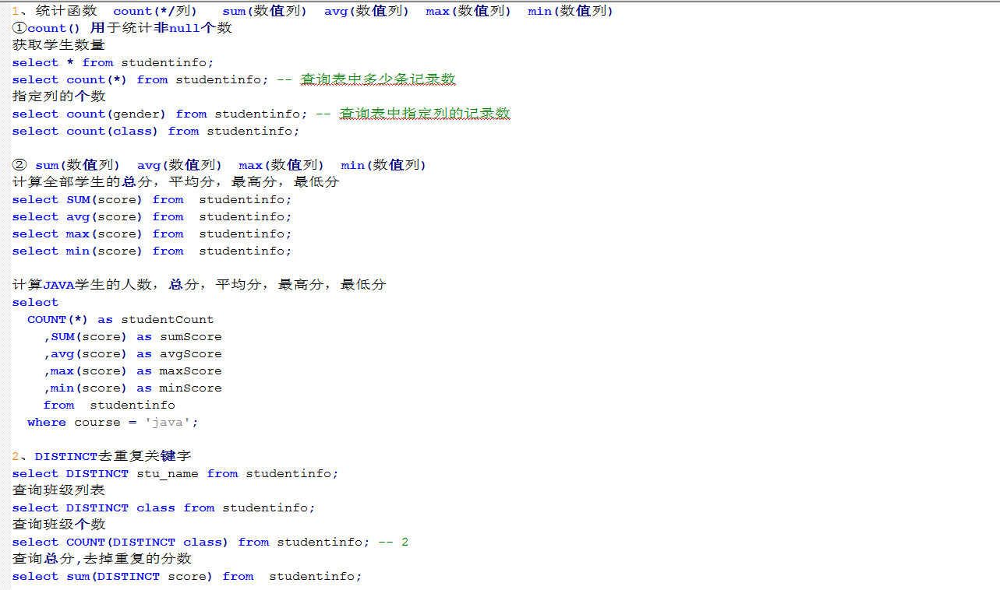 1、统计函数  count(*/列)   sum(数值列)  avg(数值列)  max(数值列)  min(数值列)
①count() 用于统计非null个数
获取学生数量
select * from studentinfo;
select count(*) from studentinfo; -- 查询表中多少条记录数
指定列的个数
select count(gender) from studentinfo; -- 查询表中指定列的记录数
select count(class) from studentinfo;

② sum(数值列)  avg(数值列)  max(数值列)  min(数值列)
计算全部学生的总分，平均分，最高分，最低分
select SUM(score) from  studentinfo;
select avg(score) from  studentinfo;
select max(score) from  studentinfo;
select min(score) from  studentinfo;

计算JAVA学生的人数，总分，平均分，最高分，最低分
select
  COUNT(*) as studentCount
    ,SUM(score) as sumScore
    ,avg(score) as avgScore
    ,max(score) as maxScore
    ,min(score) as minScore
    from  studentinfo
  where course = 'java';

2、DISTINCT去重复关键字
select DISTINCT stu_name from studentinfo;
查询班级列表
select DISTINCT class from studentinfo;
查询班级个数
select COUNT(DISTINCT class) from studentinfo; -- 2
查询总分,去掉重复的分数
select sum(DISTINCT score) from  studentinfo;